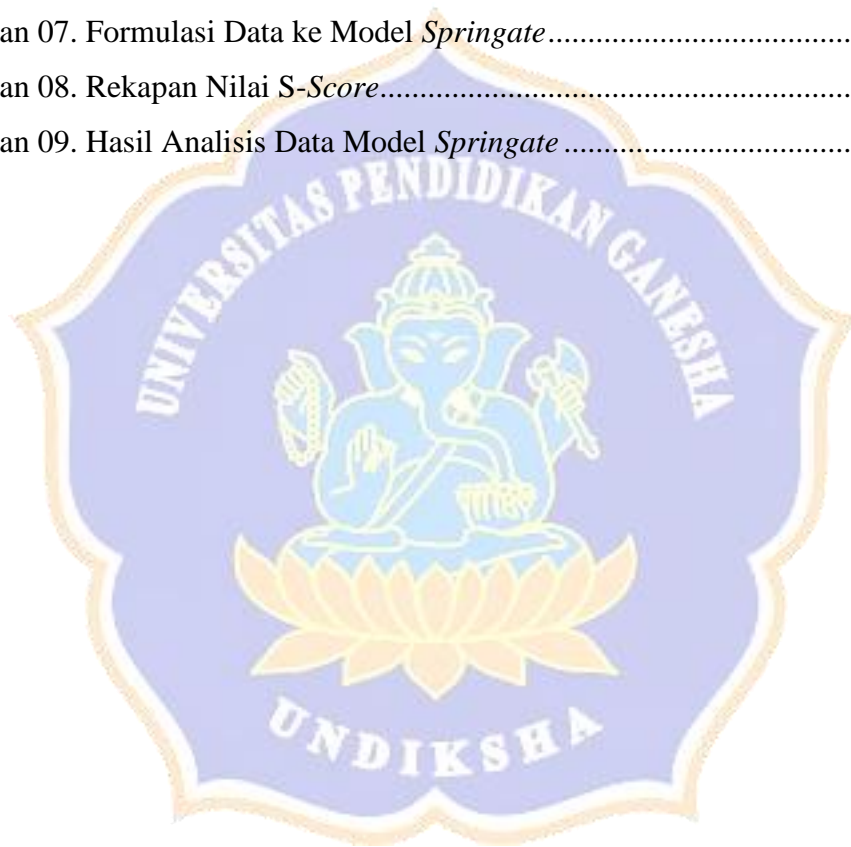 an 07. Formulasi Data ke Model Springate....................................
an 08. Rekapan Nilai S-Score.........................................................
an 09. Hasil Analisis Data Model Springate ...................................
UNIVERSITAS PENDIDIKAN GANESHA
UNDIKSHA